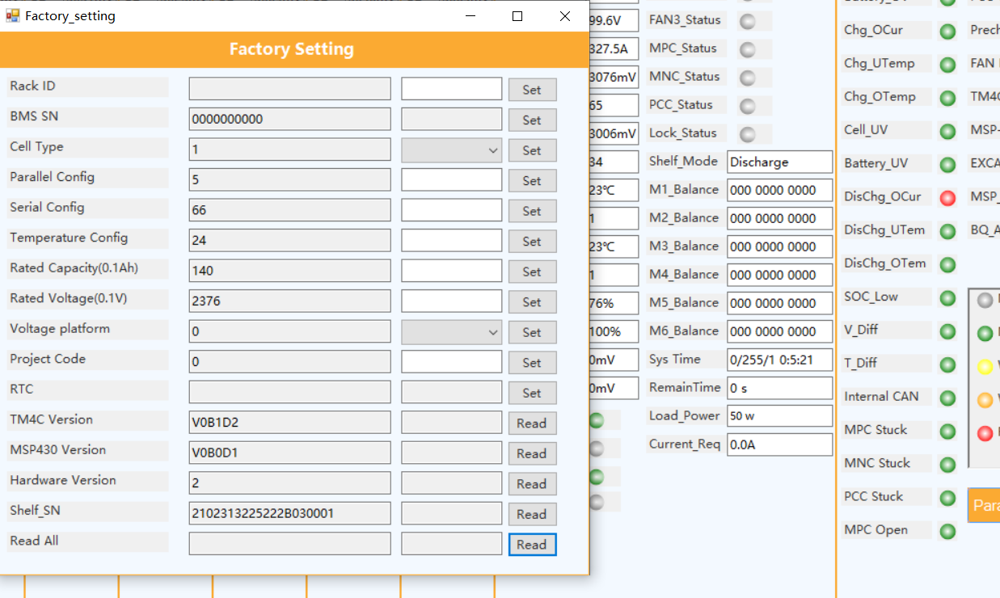 Factory_setting
Factory Setting
Rack ID Set
BMS SN 0000000000 Set
Cell Type 1 Set
Parallel Config 5 Set
Serial Config 66 Set
Temperature Config 24 Set
Rated Capacity(0.1Ah) 140 Set
Rated Voltage(0.1V) 2376 Set
Voltage platform 0 Set
Project Code 0 Set
RTC Set
TM4C Version V0B1D2 Read
MSP430 Version V0B0D1 Read
Hardware Version 2 Read
Shelf_SN 2102313225222B030001 Read
Read All Read
99.6V FAN3_Status
327.5A MPC_Status
3076mV MNC_Status
65 PCC_Status
3006mV Lock_Status
34 Shelf_Mode Discharge
23℃ M1_Balance 000 0000 0000
1 M2_Balance 000 0000 0000
23℃ M3_Balance 000 0000 0000
1 M4_Balance 000 0000 0000
76% M5_Balance 000 0000 0000
100% M6_Balance 000 0000 0000
0mV Sys Time 0/255/1 0:5:21
0mV RemainTime 0 s
Load_Power 50 w
Current_Req 0.0A
Chg_OCur Prech
Chg_UTemp FAN
Chg_OTemp TM4C
Cell_UV MSP-
Battery_UV EXCA
DisChg_OCur MSP_
DisChg_UTem BQ_A
DisChg_OTem
SOC_Low
V_Diff
T_Diff
Internal CAN
MPC Stuck
MNC Stuck
PCC Stuck Para
MPC Open